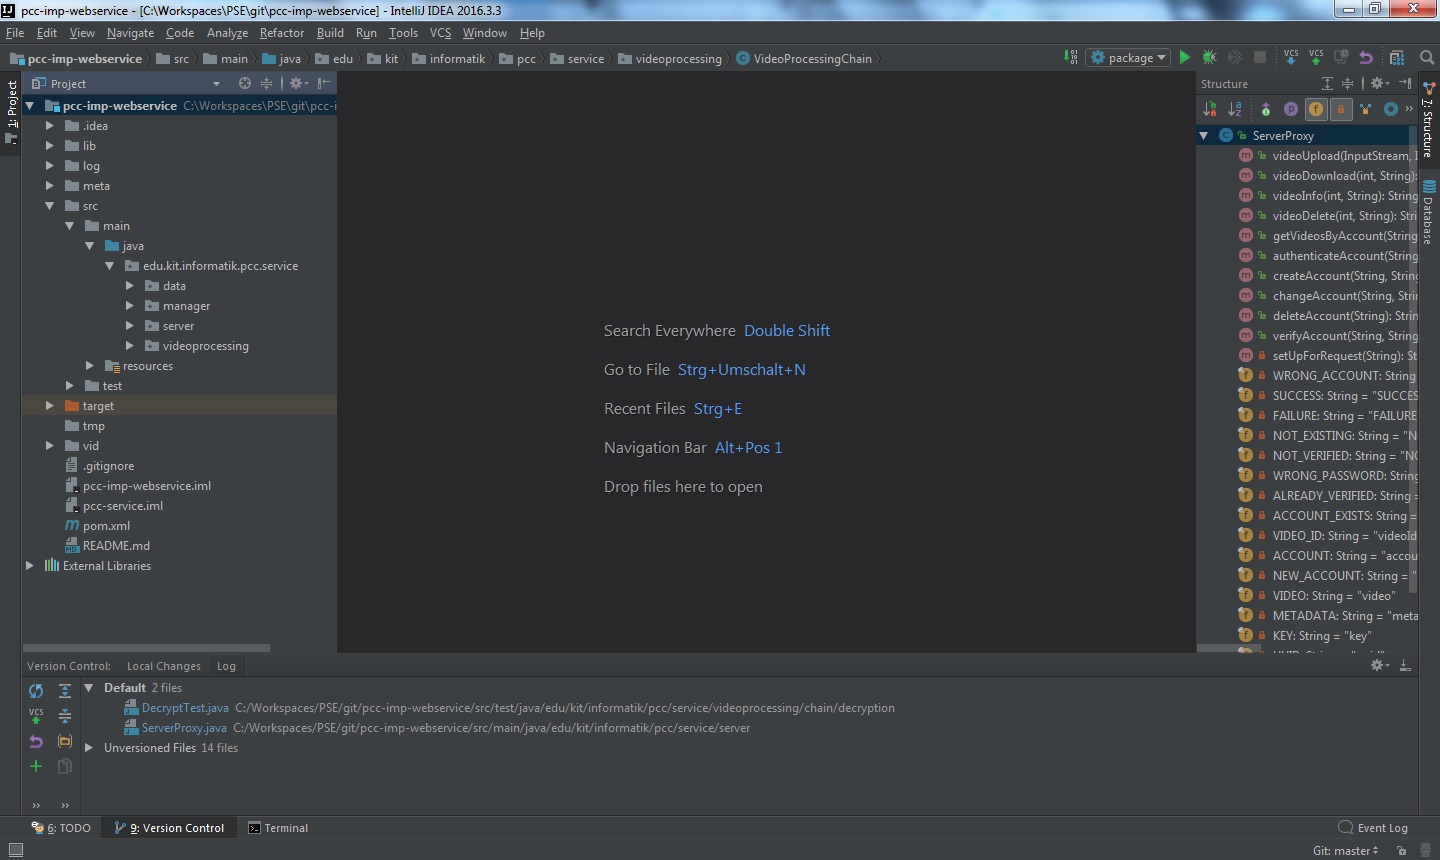 pcc-imp-webservice - [C:\Workspaces\PSE\git\pcc-imp-webservice] - IntelliJ IDEA 2016.3.3
File Edit View Navigate Code Analyze Refactor Build Run Tools VCS Window Help
pcc-imp-webservice src main java edu kit informatik pcc service videoprocessing VideoProcessingChain package VCS VCS
1: Project
Project
pcc-imp-webservice C:\Workspaces\PSE\git\pcc-i
.idea
lib
log
meta
src
main
java
edu.kit.informatik.pcc.service
data
manager
server
videoprocessing
resources
test
target
tmp
vid
.gitignore
pcc-imp-webservice.iml
pcc-service.iml
pom.xml
README.md
External Libraries
Search Everywhere Double Shift
Go to File Strg+Umschalt+N
Recent Files Strg+E
Navigation Bar Alt+Pos 1
Drop files here to open
Structure
ServerProxy
videoUpload(InputStream, I
videoDownload(int, String):
videoInfo(int, String): String
videoDelete(int, String): Stri
getVideosByAccount(String
authenticateAccount(String
createAccount(String, Strin
changeAccount(String, Stri
deleteAccount(String): Strin
verifyAccount(String, String
setUpForRequest(String): St
WRONG_ACCOUNT: String
SUCCESS: String = "SUCCES
FAILURE: String = "FAILURE
NOT_EXISTING: String = "N
NOT_VERIFIED: String = "NO
WRONG_PASSWORD: String
ALREADY_VERIFIED: String =
ACCOUNT_EXISTS: String =
VIDEO_ID: String = "videoId
ACCOUNT: String = "accou
NEW_ACCOUNT: String = "
VIDEO: String = "video"
METADATA: String = "meta
KEY: String = "key"
7: Structure
Database
Version Control: Local Changes Log
Default 2 files
DecryptTest.java C:/Workspaces/PSE/git/pcc-imp-webservice/src/test/java/edu/kit/informatik/pcc/service/videoprocessing/chain/decryption
ServerProxy.java C:/Workspaces/PSE/git/pcc-imp-webservice/src/main/java/edu/kit/informatik/pcc/service/server
Unversioned Files 14 files
VCS
6: TODO 9: Version Control Terminal Event Log
Git: master